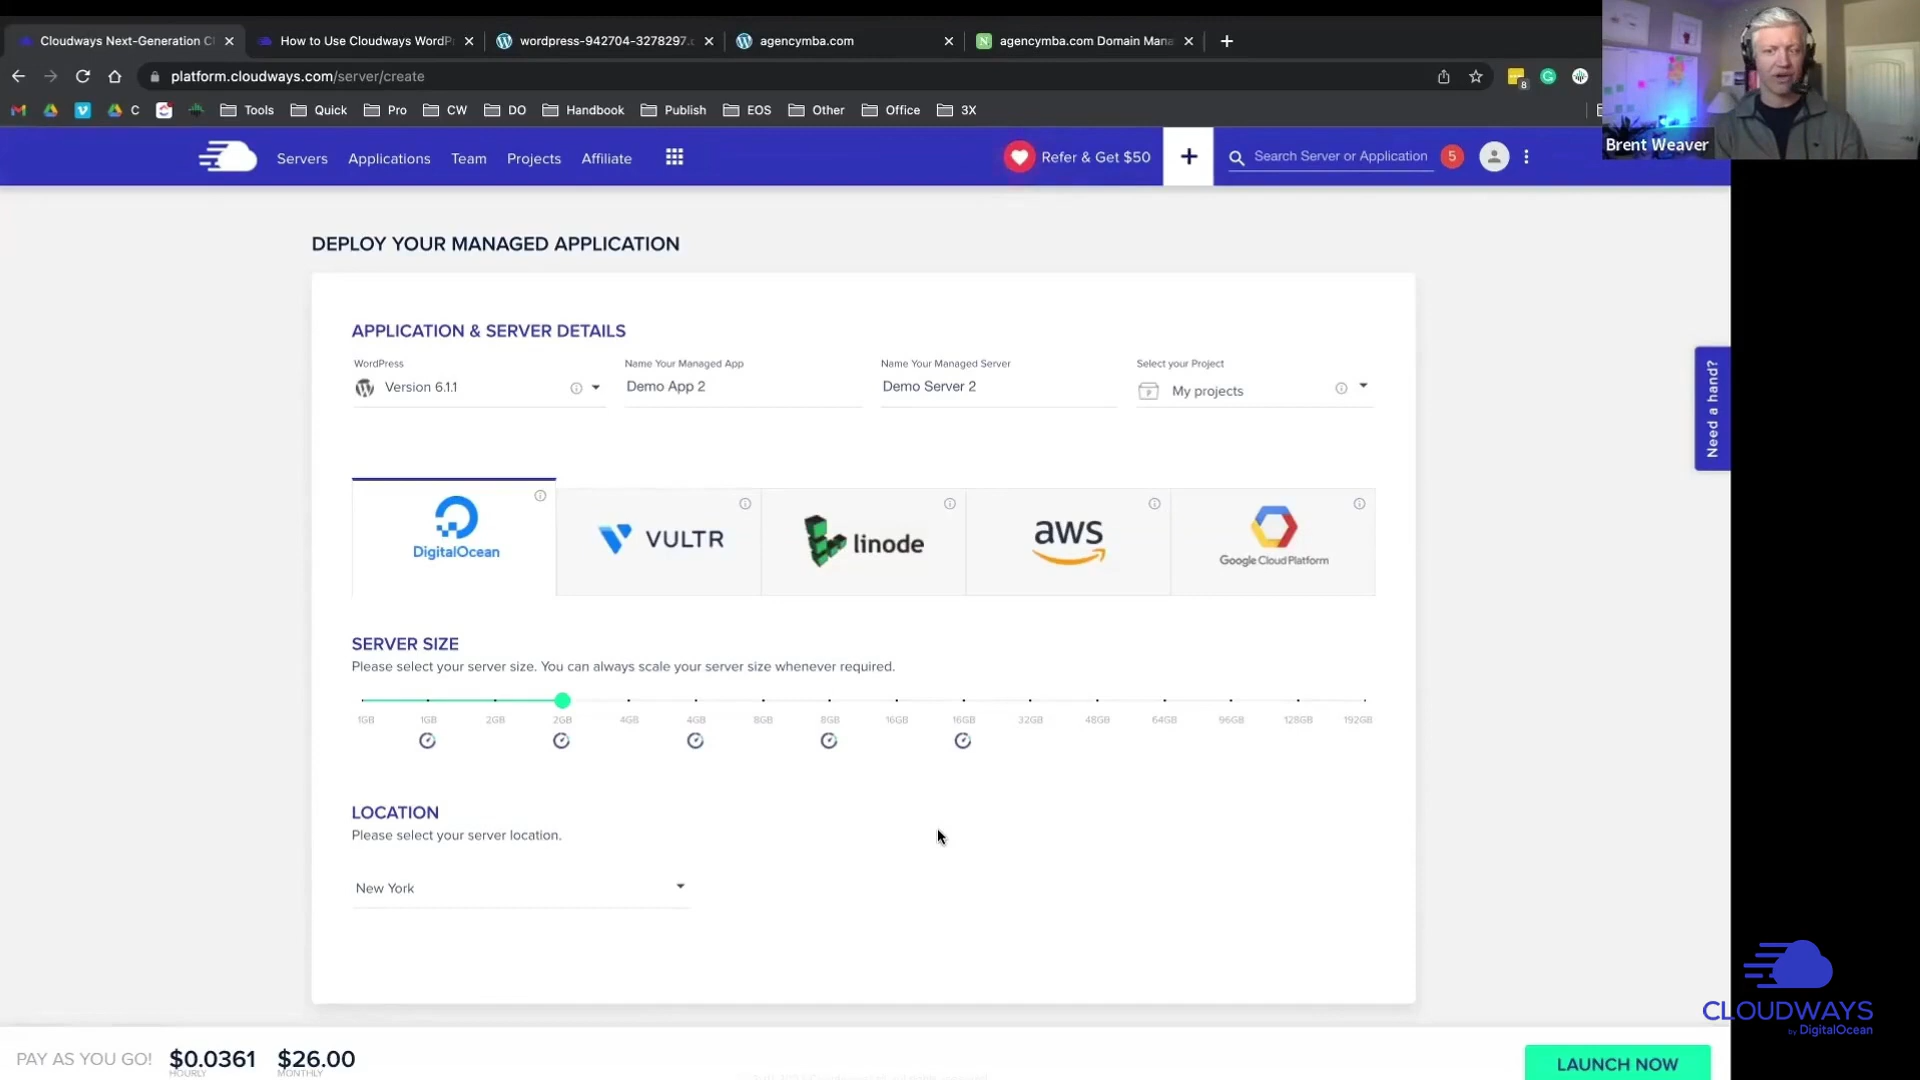 Cloudways Next-Generation C
How to Use Cloudways WordP
wordpress-942704-3278297.c
agencymba.com
agencymba.com Domain Mana
platform.cloudways.com/server/create
8
C
Tools
Quick
Pro
CW
DO
Handbook
Publish
EOS
Other
Office
3X
Brent Weaver
Servers
Applications
Team
Projects
Affiliate
Refer & Get $50
+
Search Server or Application
5
DEPLOY YOUR MANAGED APPLICATION
APPLICATION & SERVER DETAILS
WordPress
Name Your Managed App
Name Your Managed Server
Select your Project
Version 6.1.1
Demo App 2
Demo Server 2
My projects
Need a hand?
DigitalOcean
VULTR
linode
aws
Google Cloud Platform
SERVER SIZE
Please select your server size. You can always scale your server size whenever required.
1GB 1GB 2GB 2GB 4GB 4GB 8GB 8GB 16GB 16GB 32GB 48GB 64GB 96GB 128GB 192GB
LOCATION
Please select your server location.
New York
CLOUDWAYS
by DigitalOcean
PAY AS YOU GO!
$0.0361
HOURLY
$26.00
MONTHLY
LAUNCH NOW